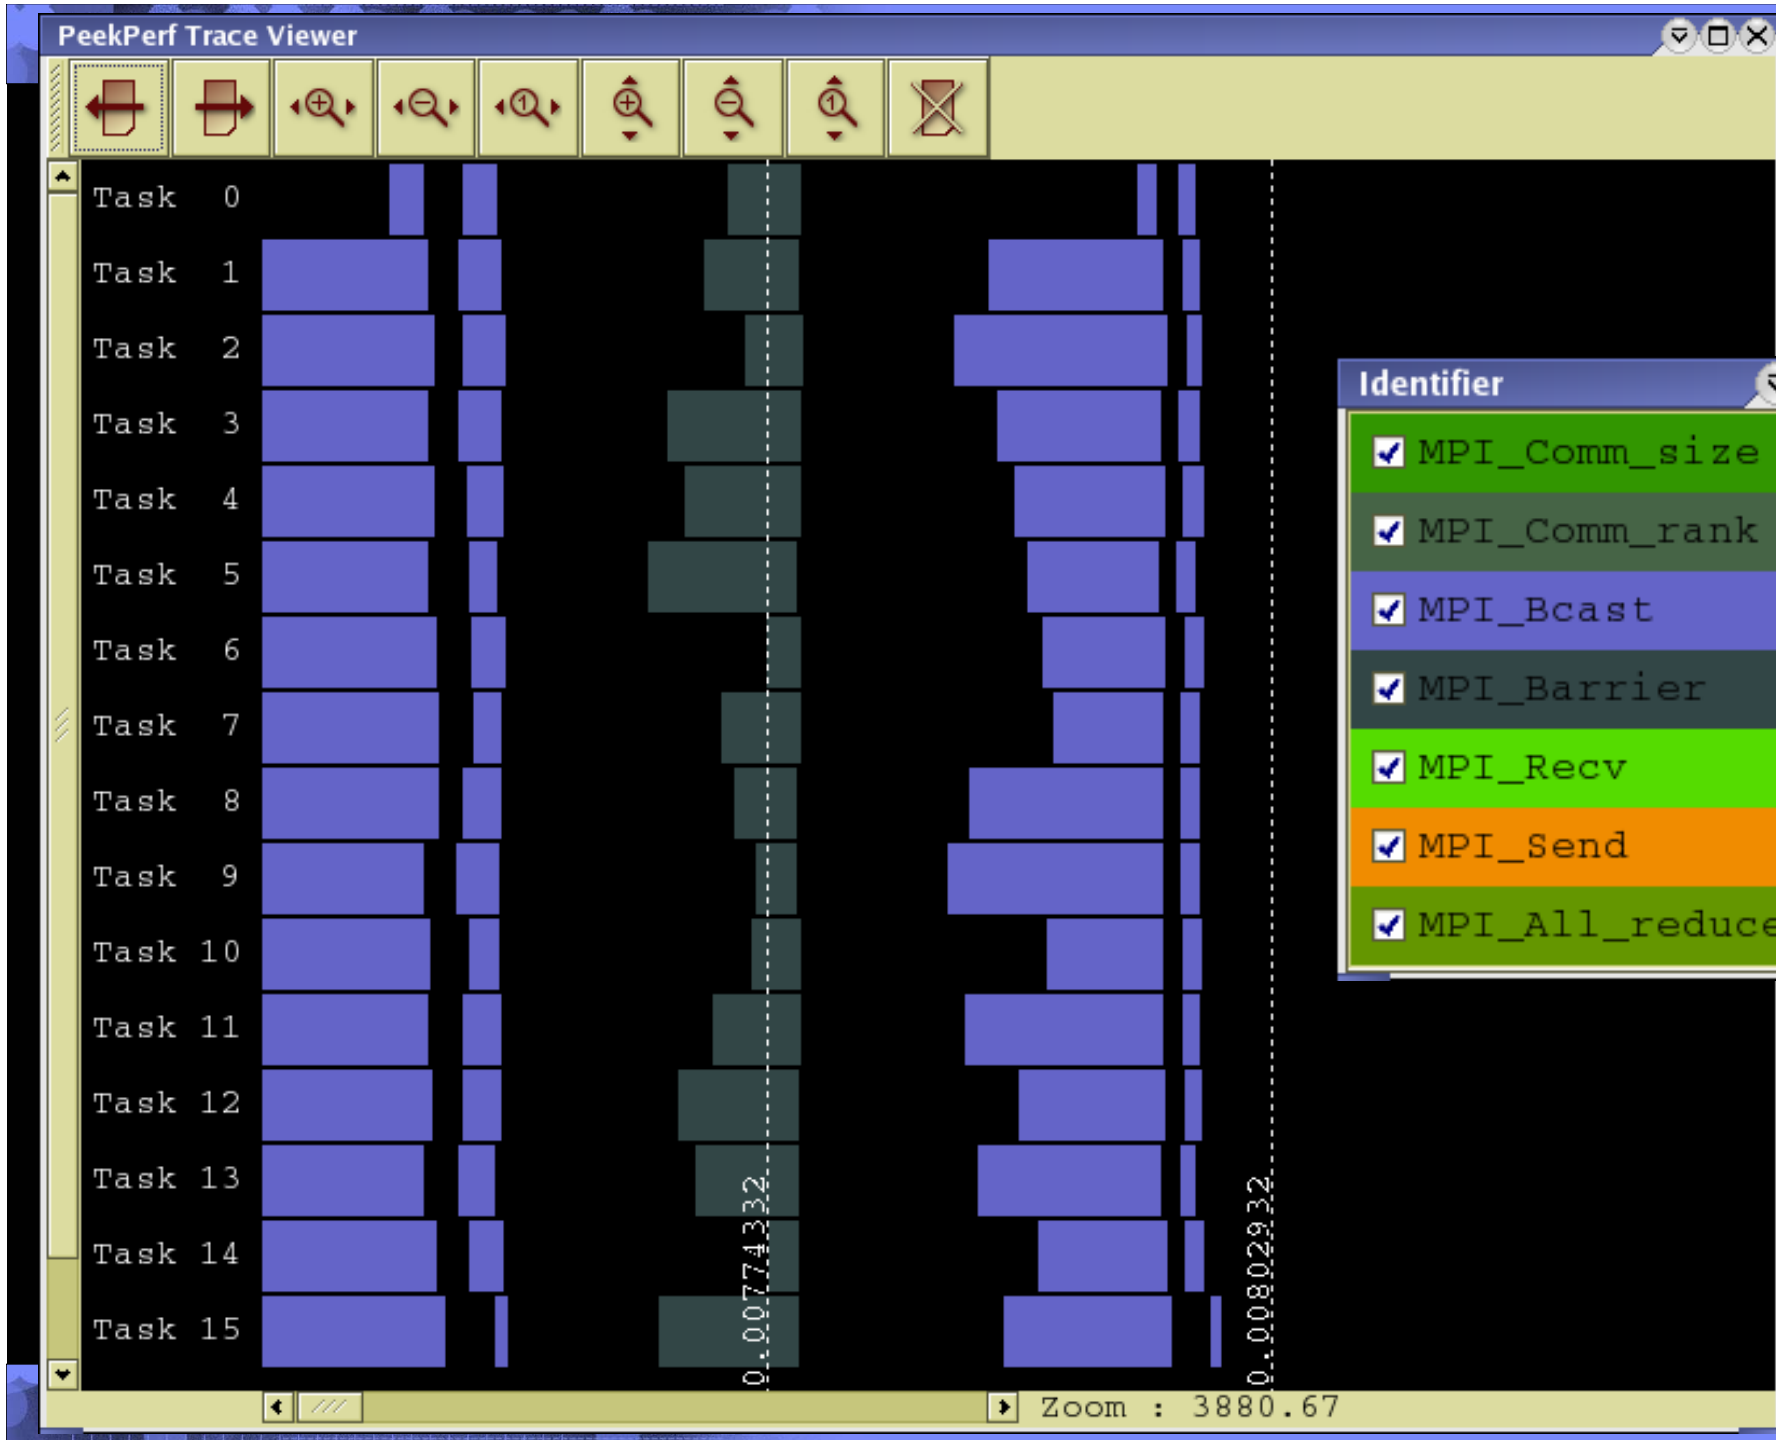 PeekPerf Trace Viewer
Task 0
Task 1
Task 2
Task 3
Task 4
Task 5
Task 6
Task 7
Task 8
Task 9
Task 10
Task 11
Task 12
Task 13
Task 14
Task 15
0.00774332
0.00802932
Identifier
MPI_Comm_size
MPI_Comm_rank
MPI_Bcast
MPI_Barrier
MPI_Recv
MPI_Send
MPI_All_reduce
Zoom : 3880.67